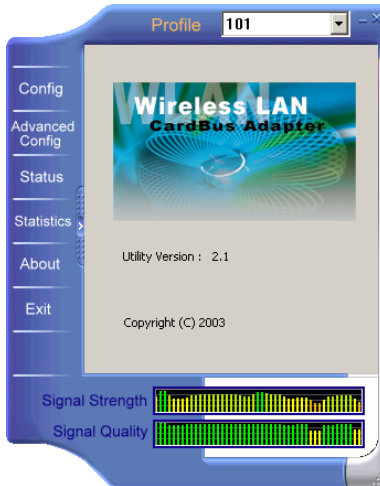 Profile 101
Config
Advanced
Config
Status
Statistics
About
Exit
WLAN
Wireless LAN
CardBus Adapter
Utility Version : 2.1
Copyright (C) 2003
Signal Strength
Signal Quality